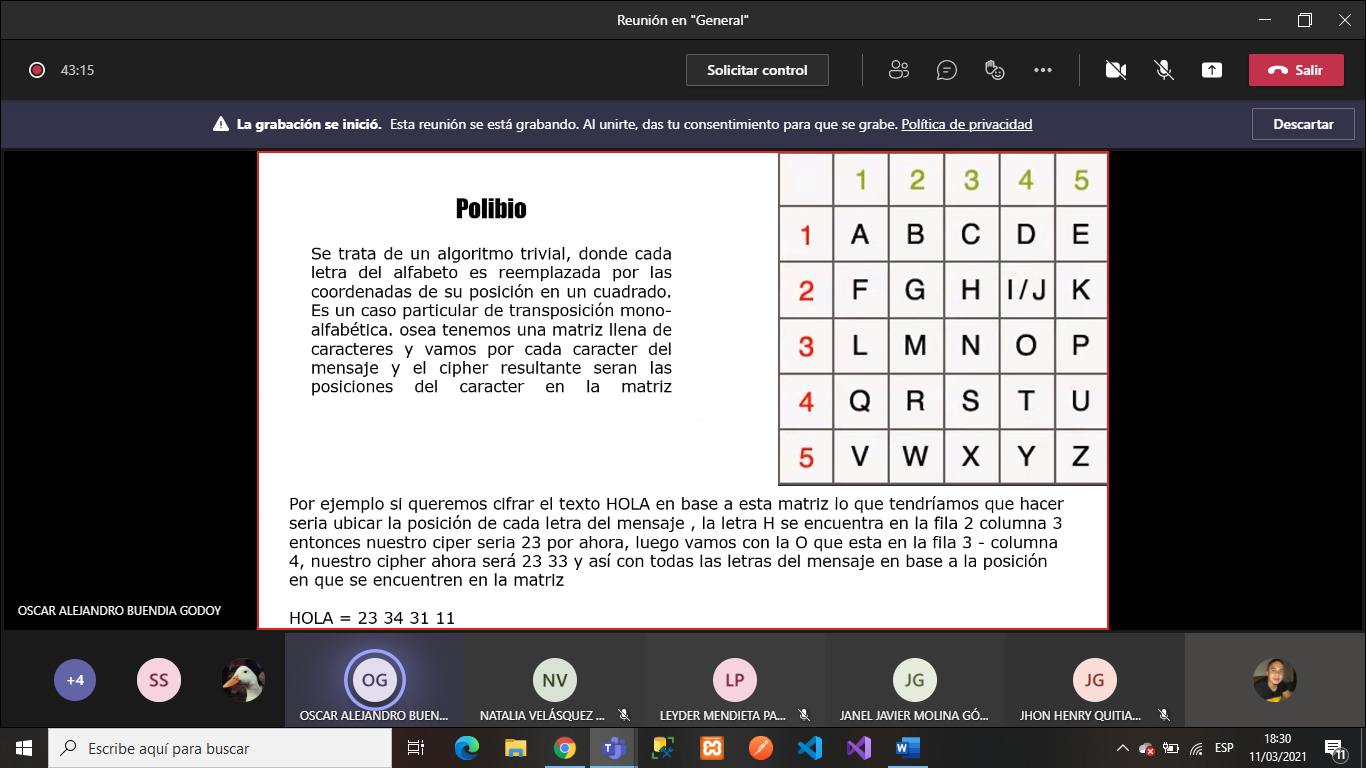 Reunión en "General"
43:15
Solicitar control
Salir
La grabación se inició. Esta reunión se está grabando. Al unirte, das tu consentimiento para que se grabe. Política de privacidad
Descartar
Polibio
Se trata de un algoritmo trivial, donde cada
letra del alfabeto es reemplazada por las
coordenadas de su posición en un cuadrado.
Es un caso particular de transposición mono-
alfabética. osea tenemos una matriz llena de
caracteres y vamos por cada caracter del
mensaje y el cipher resultante seran las
posiciones del caracter en la matriz
1 2 3 4 5
1 A B C D E
2 F G H I/J K
3 L M N O P
4 Q R S T U
5 V W X Y Z
Por ejemplo si queremos cifrar el texto HOLA en base a esta matriz lo que tendríamos que hacer
seria ubicar la posición de cada letra del mensaje , la letra H se encuentra en la fila 2 columna 3
entonces nuestro ciper seria 23 por ahora, luego vamos con la O que esta en la fila 3 - columna
4, nuestro cipher ahora será 23 33 y así con todas las letras del mensaje en base a la posición
en que se encuentren en la matriz
HOLA = 23 34 31 11
OSCAR ALEJANDRO BUENDIA GODOY
+4 SS OG NV LP JG JG
OSCAR ALEJANDRO BUEN... NATALIA VELÁSQUEZ ... LEYDER MENDIETA PA... JANEL JAVIER MOLINA GÓ... JHON HENRY QUITIA...
Escribe aquí para buscar
ESP
18:30
11/03/2021
11